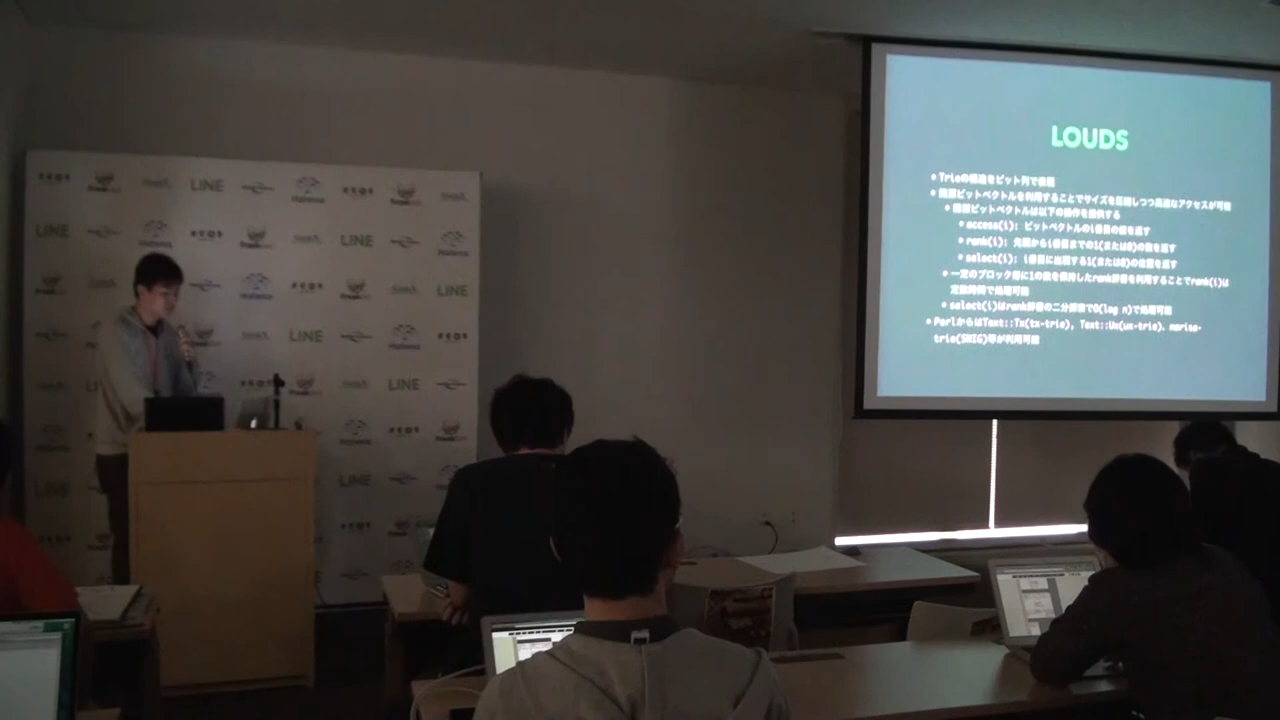 LOUDS
Trieの構造をビット列で表現
簡潔ビットベクトルを利用することでサイズを圧縮しつつ高速なアクセスが可能
簡潔ビットベクトルは以下の操作を提供する
access(i): ビットベクトルのi番目の値を返す
rank(i): 先頭からi番目までの1(または0)の数を返す
select(i): i番目に出現する1(または0)の位置を返す
一定のブロック毎に1の数を保持したrank辞書を利用することでrank(i)は
定数時間で処理可能
select(i)はrank辞書の二分探索でO(log n)で処理可能
PerlからはText::Tx(tx-trie), Text::Ux(ux-trie), marisa-
trie(SWIG)等が利用可能
LINE
LINE
LINE
LINE
LINE
LINE
LINE
LINE